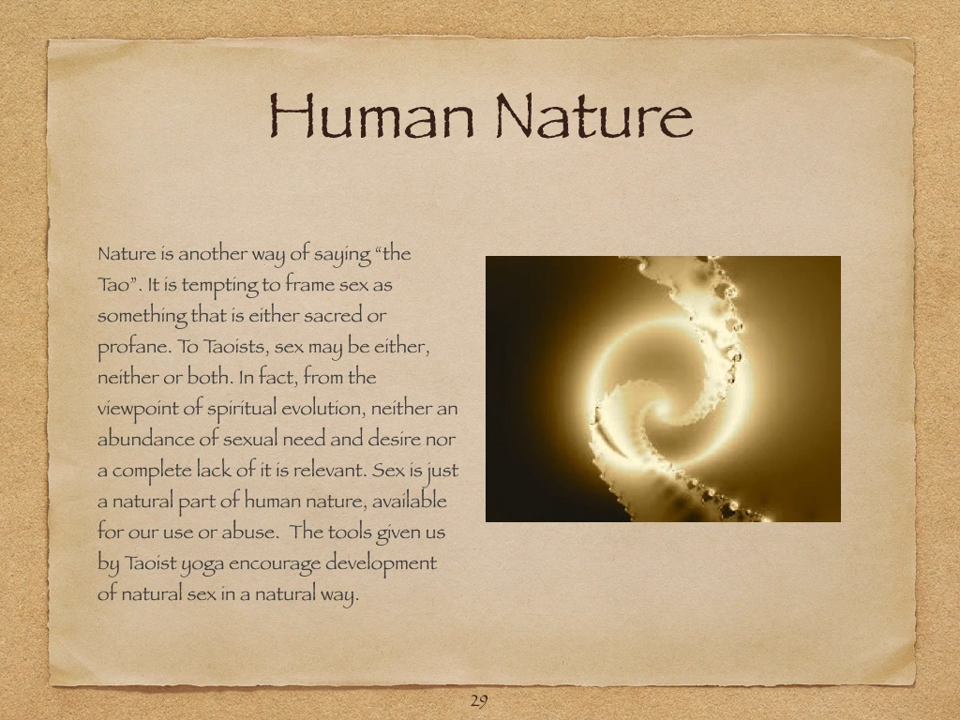 Human Nature
Nature is another way of saying “the
Tao”. It is tempting to frame sex as
something that is either sacred or
profane. To Taoists, sex may be either,
neither or both. In fact, from the
viewpoint of spiritual evolution, neither an
abundance of sexual need and desire nor
a complete lack of it is relevant. Sex is just
a natural part of human nature, available
for our use or abuse.  The tools given us
by Taoist yoga encourage development
of natural sex in a natural way.
29